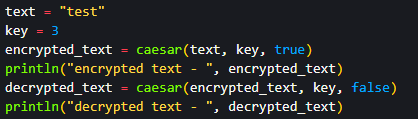 text = "test"
key = 3
encrypted_text = caesar(text, key, true)
println("encrypted text - ", encrypted_text)
decrypted_text = caesar(encrypted_text, key, false)
println("decrypted text - ", decrypted_text)